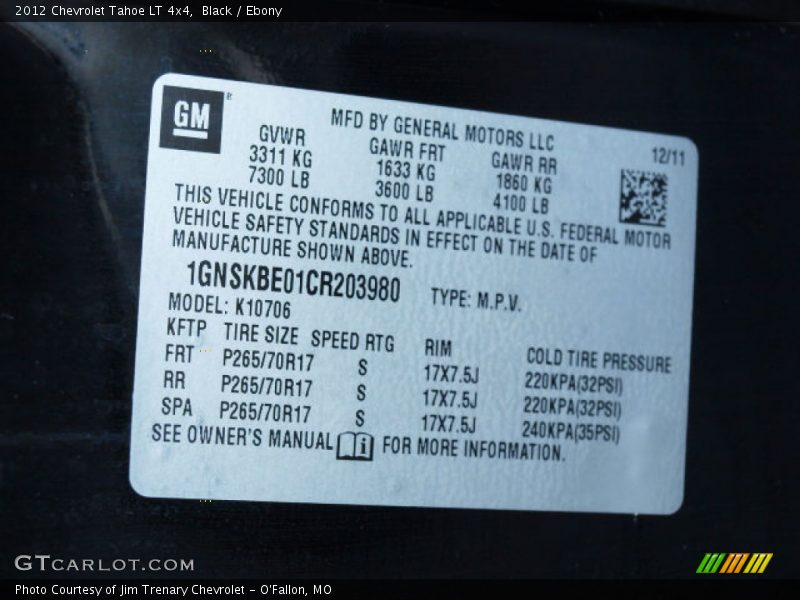 2012 Chevrolet Tahoe LT 4x4, Black / Ebony
GM®
MFD BY GENERAL MOTORS LLC
GVWR GAWR FRT GAWR RR 12/11
3311 KG 1633 KG 1860 KG
7300 LB 3600 LB 4100 LB
THIS VEHICLE CONFORMS TO ALL APPLICABLE U.S. FEDERAL MOTOR
VEHICLE SAFETY STANDARDS IN EFFECT ON THE DATE OF
MANUFACTURE SHOWN ABOVE.
1GNSKBE01CR203980 TYPE: M.P.V.
MODEL: K10706
KFTP TIRE SIZE SPEED RTG RIM COLD TIRE PRESSURE
FRT P265/70R17 S 17X7.5J 220KPA(32PSI)
RR P265/70R17 S 17X7.5J 220KPA(32PSI)
SPA P265/70R17 S 17X7.5J 240KPA(35PSI)
SEE OWNER'S MANUAL FOR MORE INFORMATION.
GTCARLOT.COM
Photo Courtesy of Jim Trenary Chevrolet - O'Fallon, MO